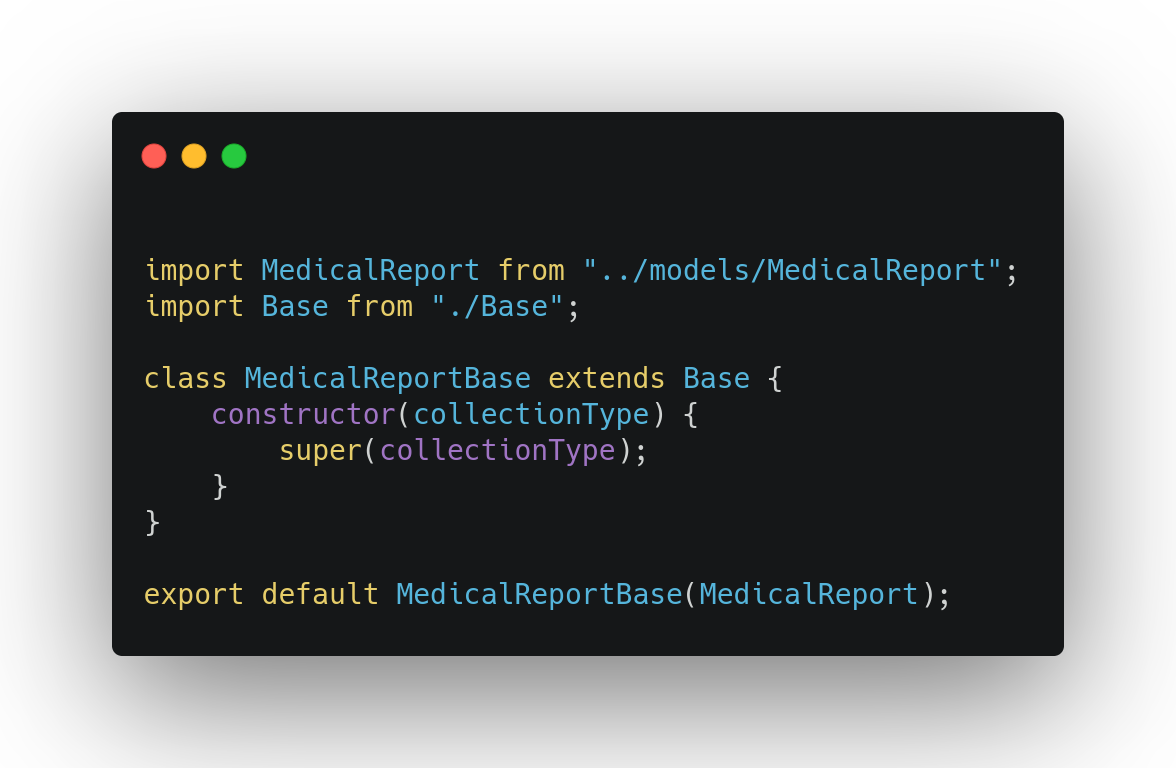 import MedicalReport from "../models/MedicalReport";
import Base from "./Base";
class MedicalReportBase extends Base {
    constructor(collectionType) {
        super(collectionType);
    }
}
export default MedicalReportBase(MedicalReport);